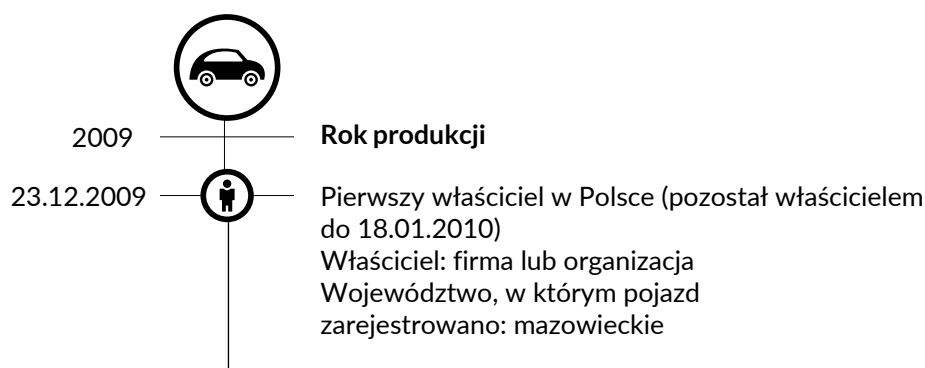 2009 Rok produkcji
23.12.2009 Pierwszy właściciel w Polsce (pozostał właścicielem
do 18.01.2010)
Właściciel: firma lub organizacja
Województwo, w którym pojazd
zarejestrowano: mazowieckie